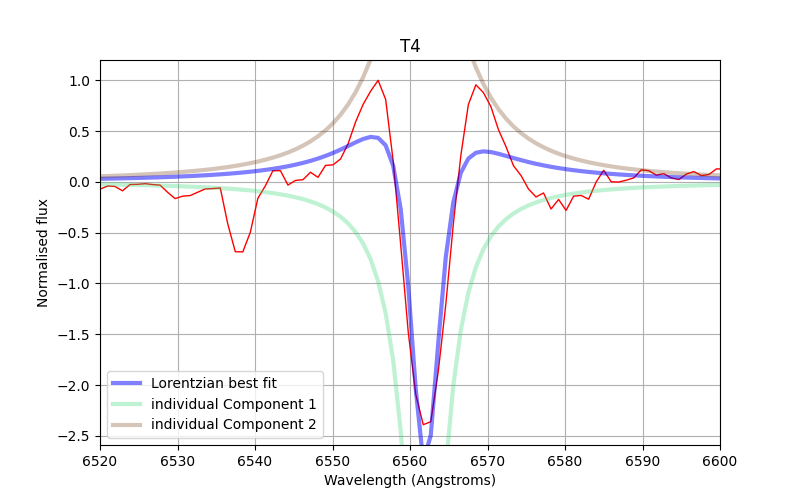 T4
1.0
0.5
0.0
−0.5
−1.0
−1.5
−2.0
−2.5
Normalised flux
Lorentzian best fit
individual Component 1
individual Component 2
6520 6530 6540 6550 6560 6570 6580 6590 6600
Wavelength (Angstroms)